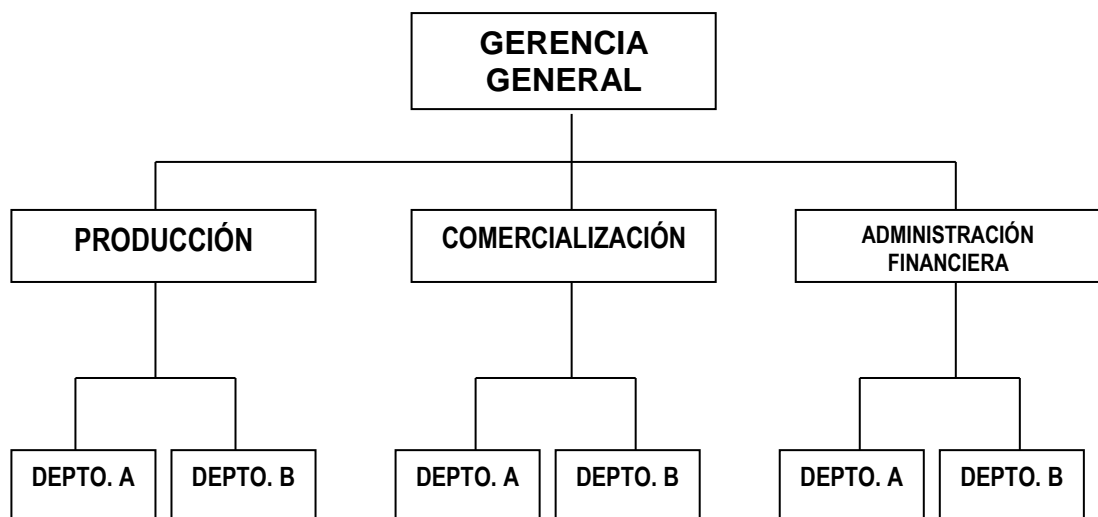 GERENCIA
GENERAL
PRODUCCIÓN
COMERCIALIZACIÓN
ADMINISTRACIÓN
FINANCIERA
DEPTO. A
DEPTO. B
DEPTO. A
DEPTO. B
DEPTO. A
DEPTO. B